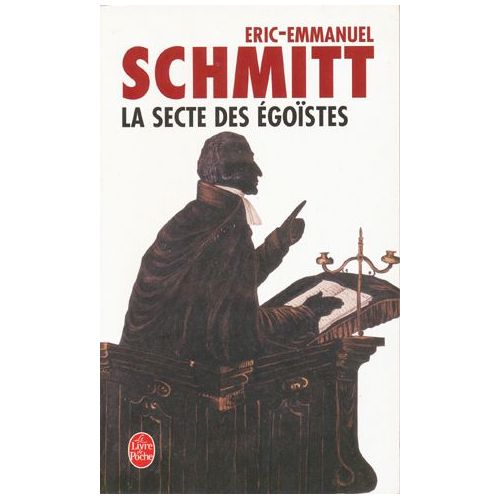 ERIC-EMMANUEL
SCHMITT
LA SECTE DES ÉGOÏSTES
Le
Livre
de
Poche